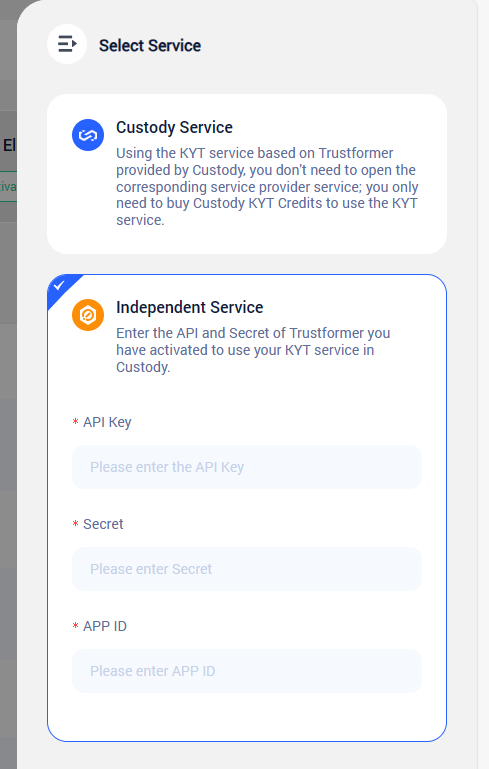 Select Service
El
tiva
Custody Service
Using the KYT service based on Trustformer
provided by Custody, you don't need to open the
corresponding service provider service; you only
need to buy Custody KYT Credits to use the KYT
service.
Independent Service
Enter the API and Secret of Trustformer you
have activated to use your KYT service in
Custody.
* API Key
Please enter the API Key
* Secret
Please enter Secret
* APP ID
Please enter APP ID